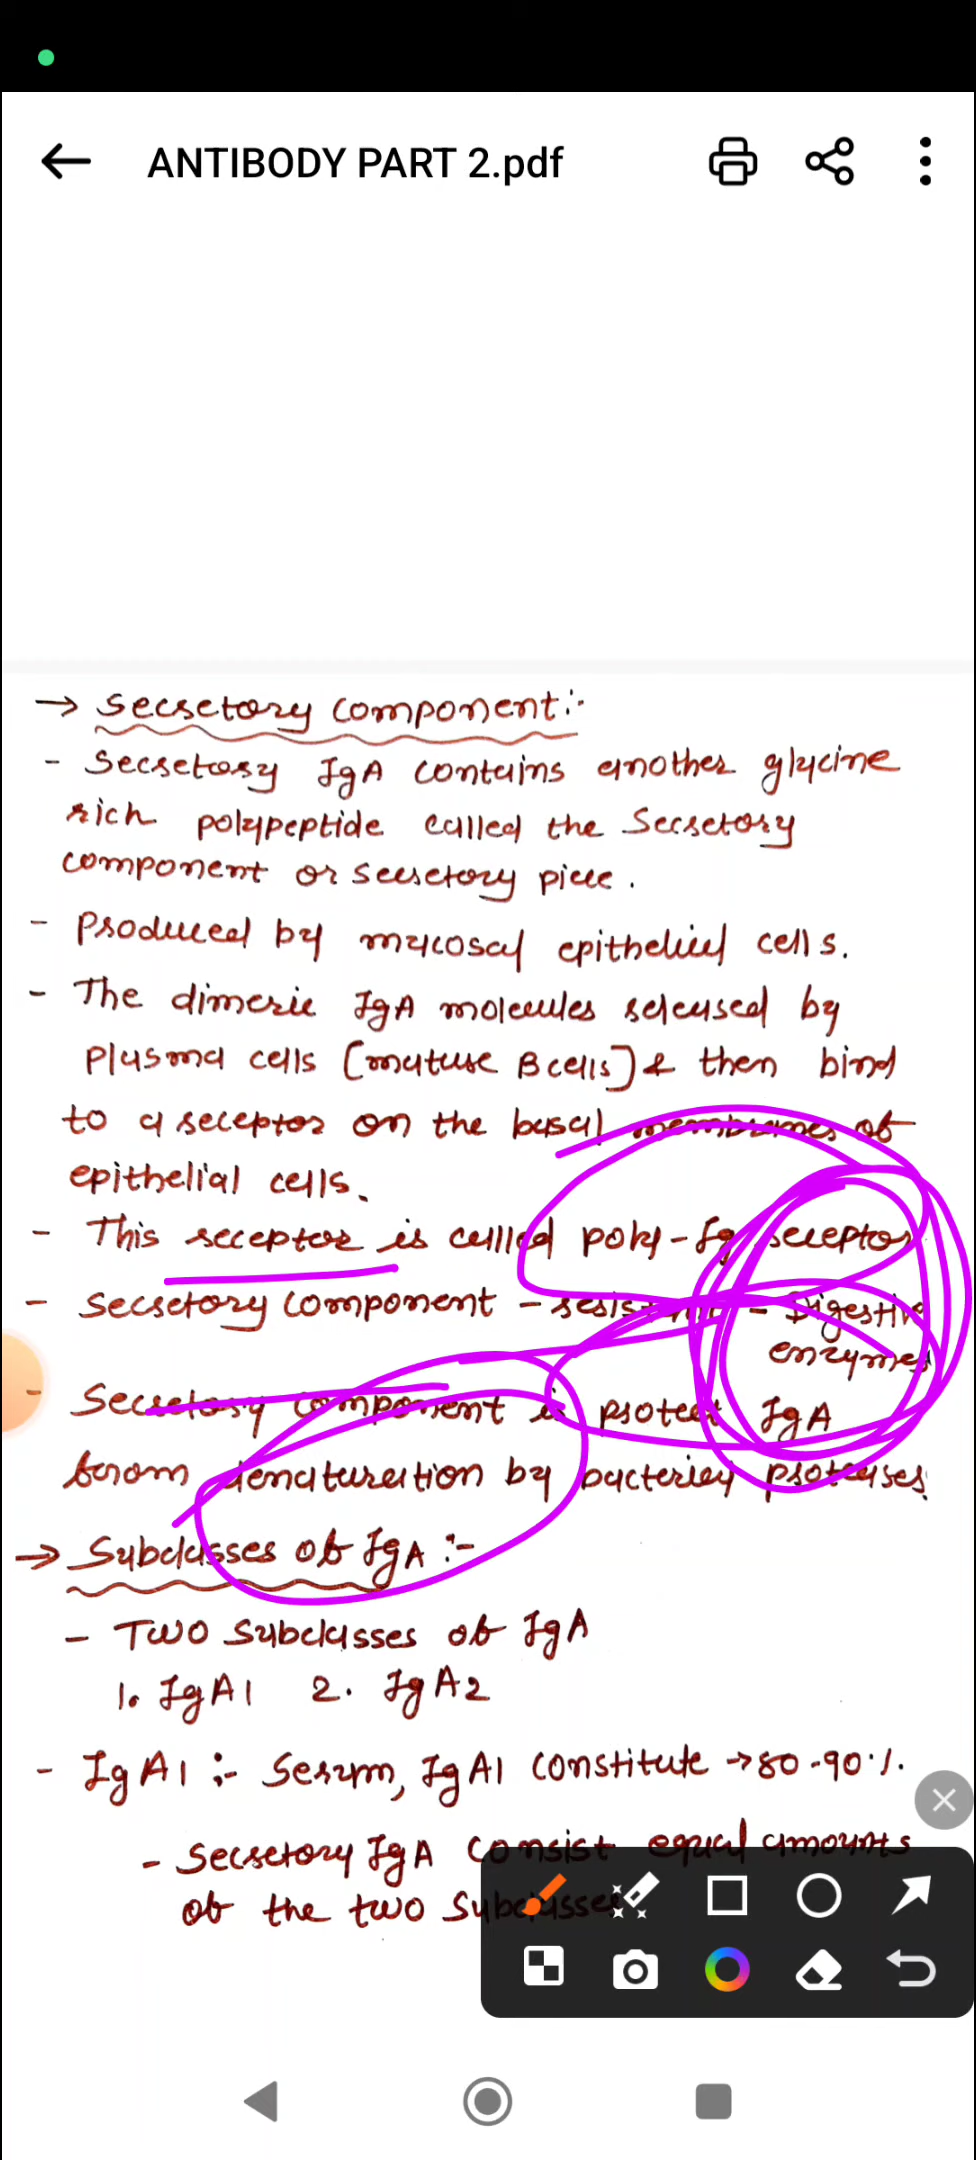 ANTIBODY PART 2.pdf
→ Secretory component:-
- Secretory IgA contains another glycine
rich polypeptide called the Secretory
component or secretory piece.
- Produced by mucosal epithelial cells.
- The dimeric IgA molecules released by
plasma cells [mature B cells] & then bind
to a receptor on the basal membranes of
epithelial cells.
- This receptor is called poly-Ig receptor
- Secretory component - - Digestive
enzymes
- Secretory component is protect IgA
from denaturation by bacterial proteases.
→ Subclasses of IgA :-
- Two subclasses of IgA
1. IgA1 2. IgA2
- IgA1 :- Serum, IgA1 constitute →80-90%.
- Secretory IgA consist equal amounts
of the two Subclasses